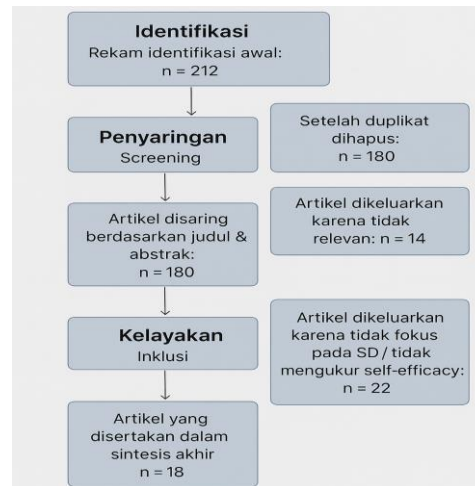 Identifikasi
Rekam identifikasi awal:
n = 212
Penyaringan
Screening
Setelah duplikat
dihapus:
n = 180
Artikel disaring
berdasarkan judul &
abstrak:
n = 180
Artikel dikeluarkan
karena tidak
relevan: n = 14
Kelayakan
Inklusi
Artikel dikeluarkan
karena tidak fokus
pada SD / tidak
mengukur self-efficacy:
n = 22
Artikel yang
disertakan dalam
sintesis akhir
n = 18